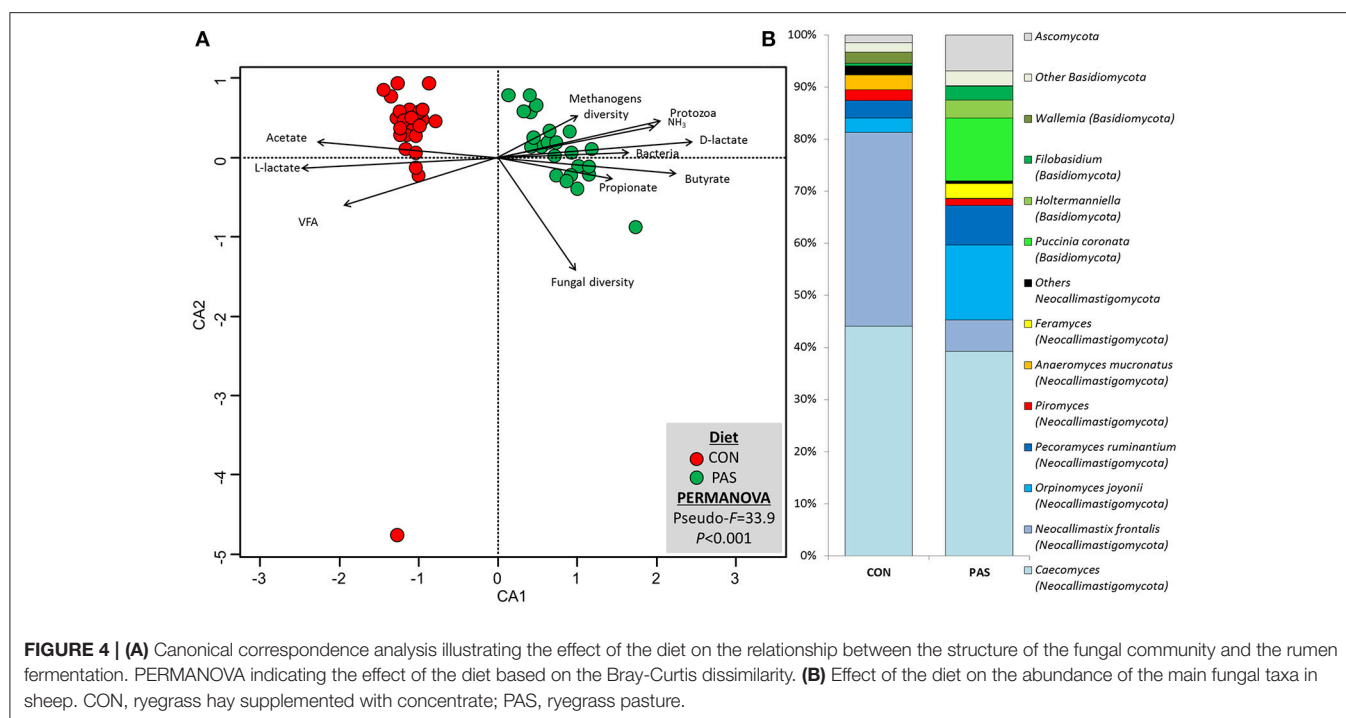 A
B
1
0
-1
-2
-3
-4
-5
CA2
-3
-2
-1
0
1
2
3
CA1
Acetate
L-lactate
VFA
Methanogens
diversity
Protozoa
NH3
D-lactate
Bacteria
Butyrate
Propionate
Fungal diversity
Diet
CON
PAS
PERMANOVA
Pseudo-F=33.9
P<0.001
100%
90%
80%
70%
60%
50%
40%
30%
20%
10%
0%
CON
PAS
Ascomycota
Other Basidiomycota
Wallemia (Basidiomycota)
Filobasidium
(Basidiomycota)
Holtermanniella
(Basidiomycota)
Puccinia coronata
(Basidiomycota)
Others
Neocallimastigomycota
Feramyces
(Neocallimastigomycota)
Anaeromyces mucronatus
(Neocallimastigomycota)
Piromyces
(Neocallimastigomycota)
Pecoramyces ruminantium
(Neocallimastigomycota)
Orpinomyces joyonii
(Neocallimastigomycota)
Neocallimastix frontalis
(Neocallimastigomycota)
Caecomyces
(Neocallimastigomycota)
FIGURE 4 | (A) Canonical correspondence analysis illustrating the effect of the diet on the relationship between the structure of the fungal community and the rumen
fermentation. PERMANOVA indicating the effect of the diet based on the Bray-Curtis dissimilarity. (B) Effect of the diet on the abundance of the main fungal taxa in
sheep. CON, ryegrass hay supplemented with concentrate; PAS, ryegrass pasture.